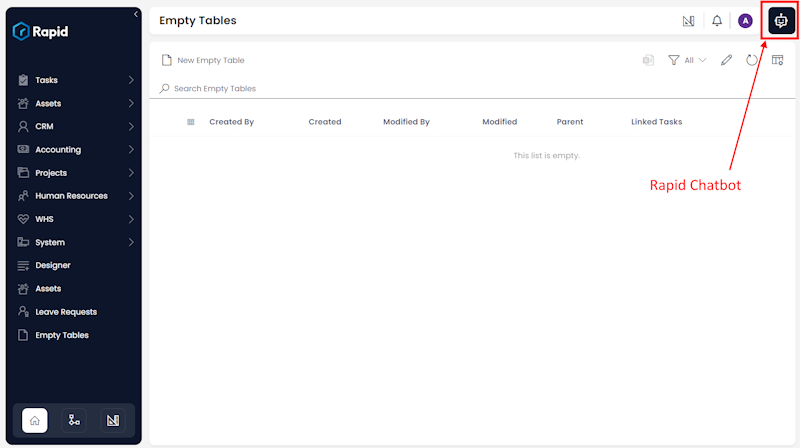 Rapid
Tasks
Assets
CRM
Accounting
Projects
Human Resources
WHS
System
Designer
Assets
Leave Requests
Empty Tables
Empty Tables
A
New Empty Table
All
Search Empty Tables
Created By Created Modified By Modified Parent Linked Tasks
This list is empty.
Rapid Chatbot